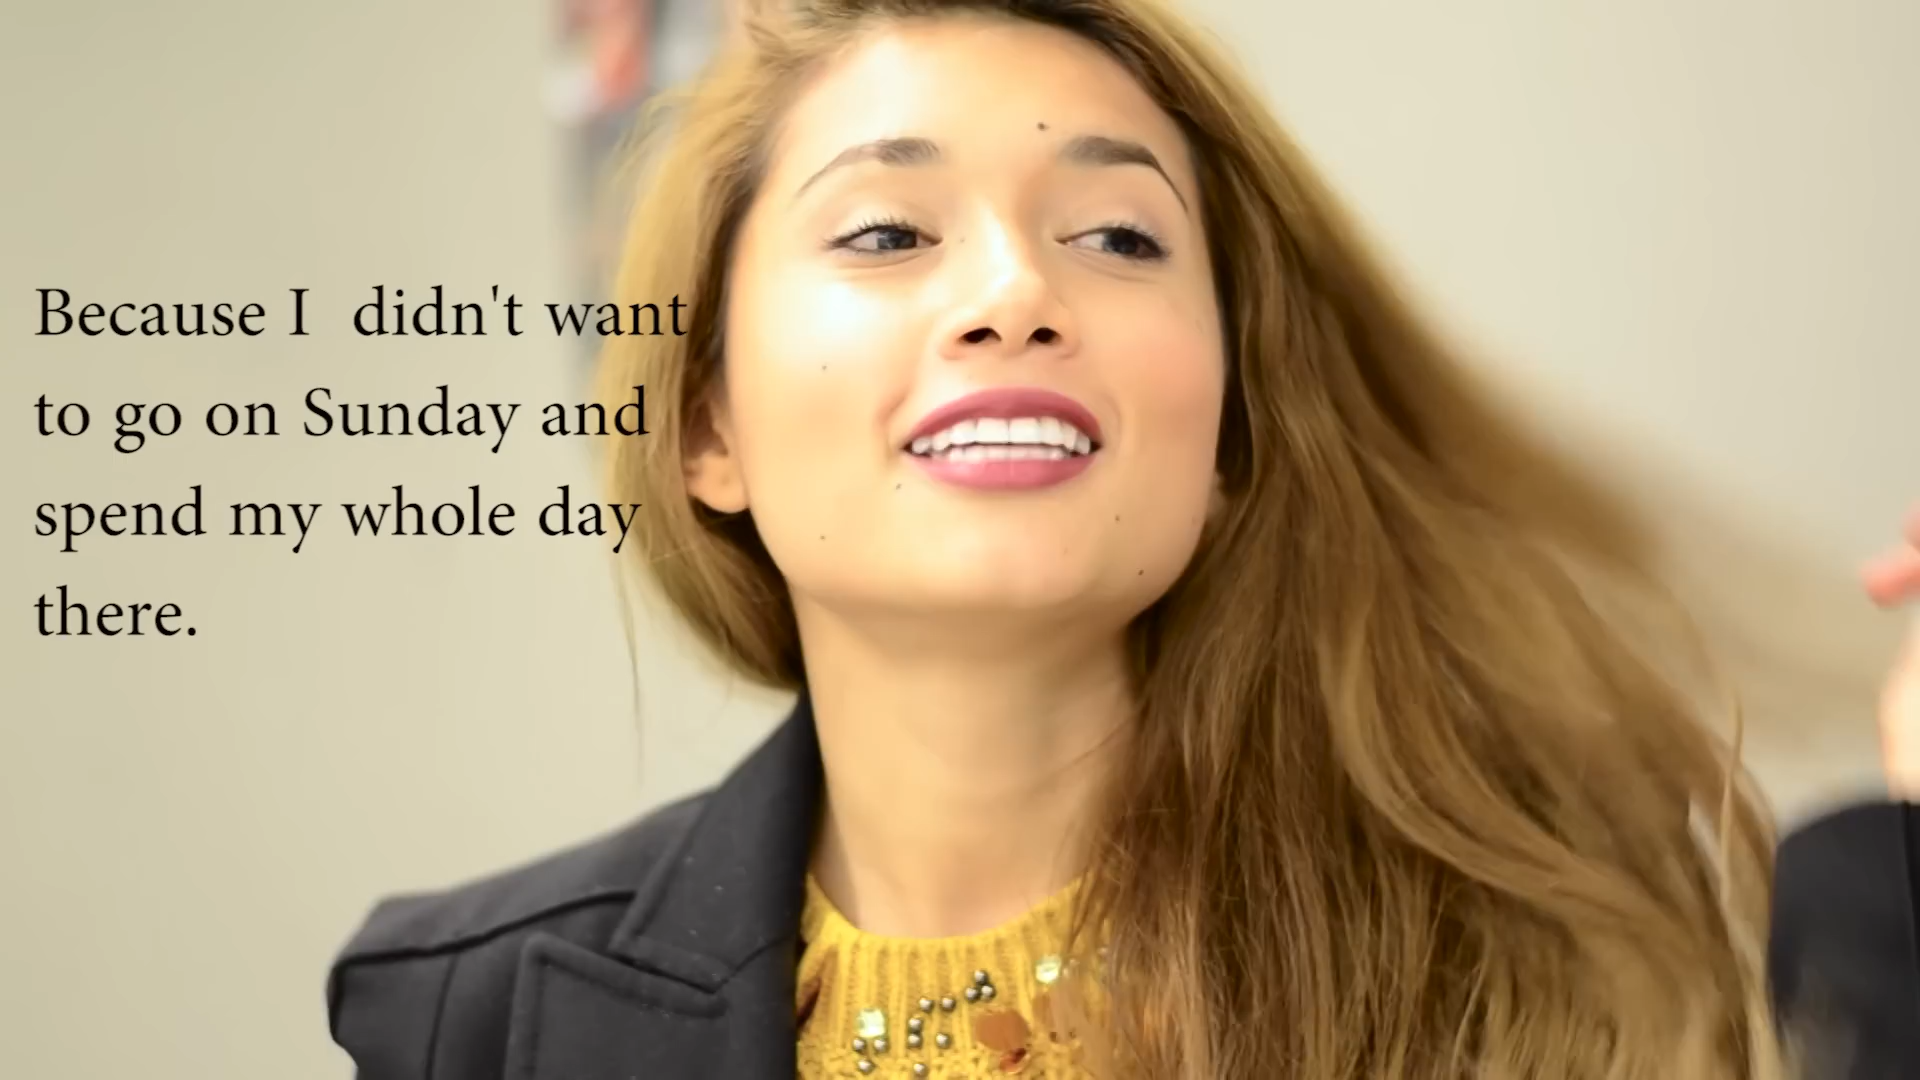 Because I  didn't want
to go on Sunday and
spend my whole day
there.